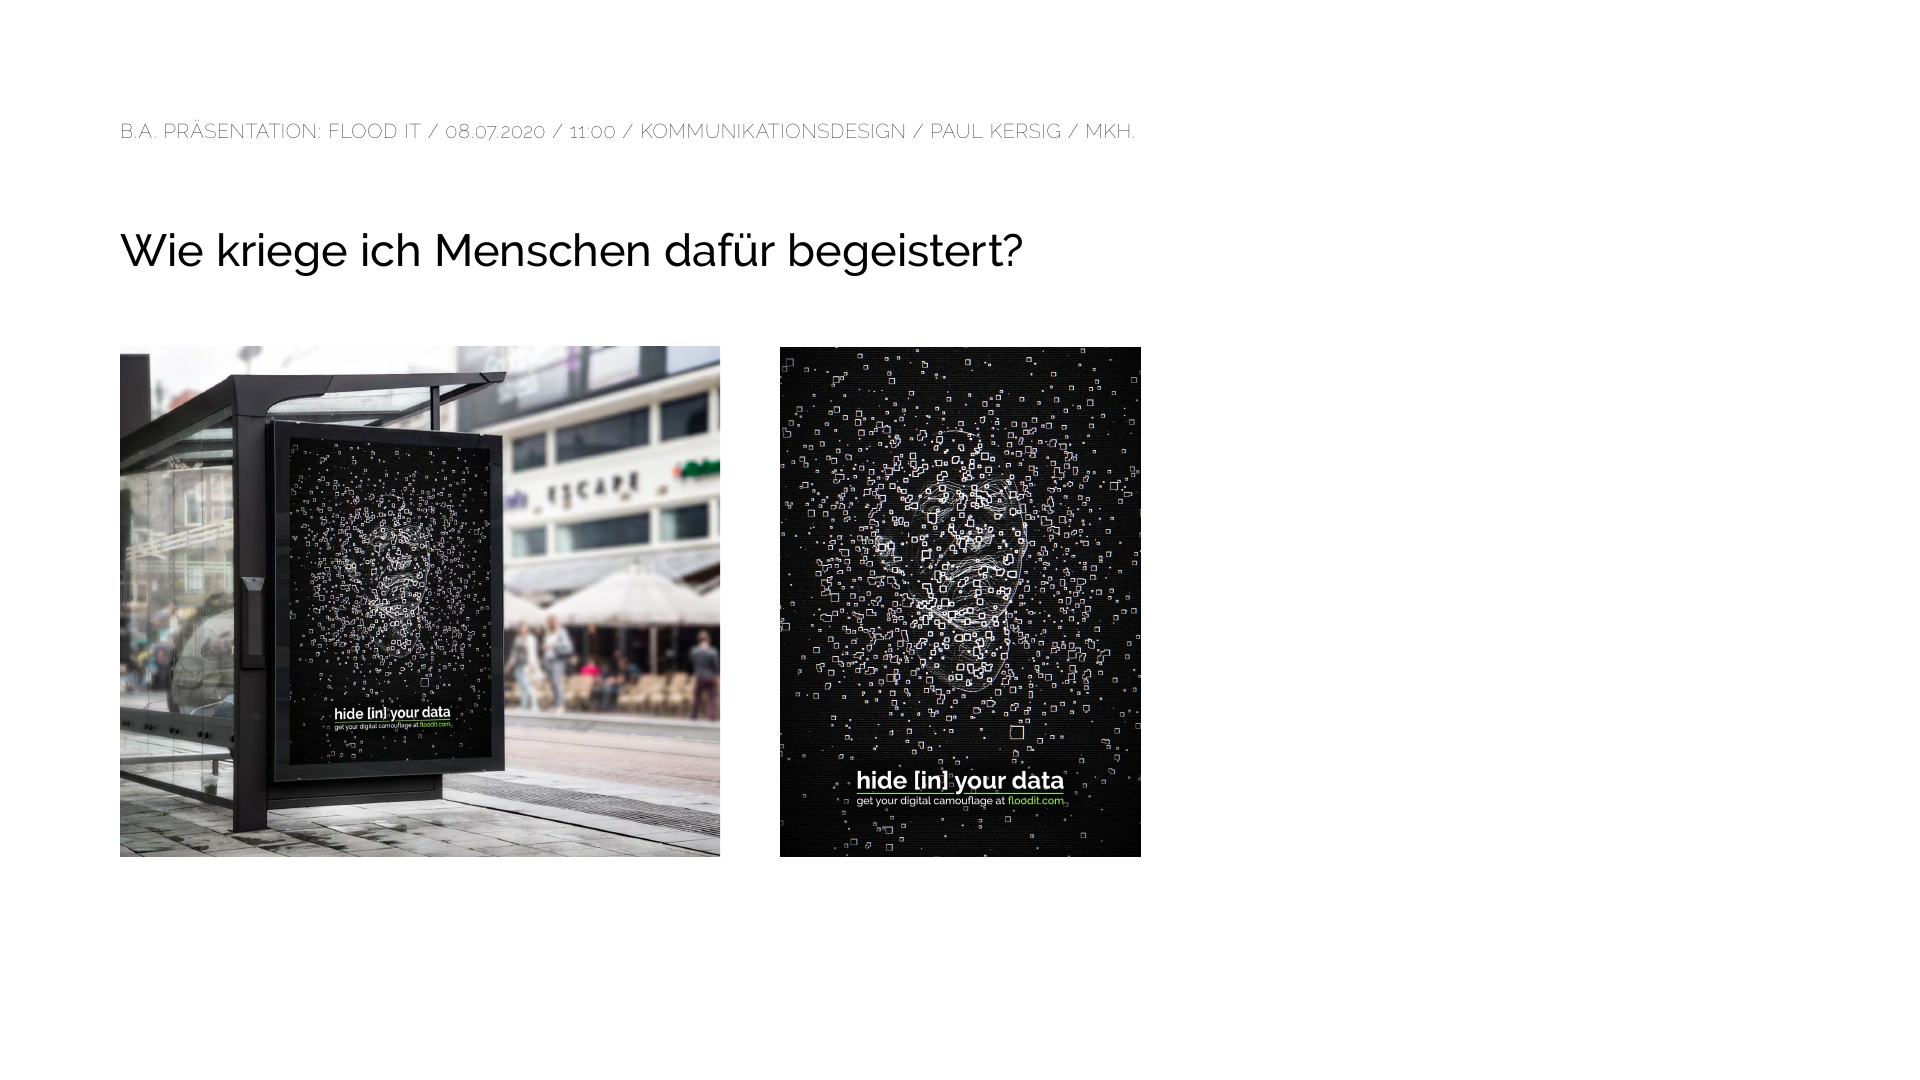 B.A. PRÄSENTATION: FLOOD IT / 08.07.2020 / 11:00 / KOMMUNIKATIONSDESIGN / PAUL KERSIG / MKH.
Wie kriege ich Menschen dafür begeistert?
ESCAPE
hide [in] your data
get your digital camouflage at floodit.com
hide [in] your data
get your digital camouflage at floodit.com